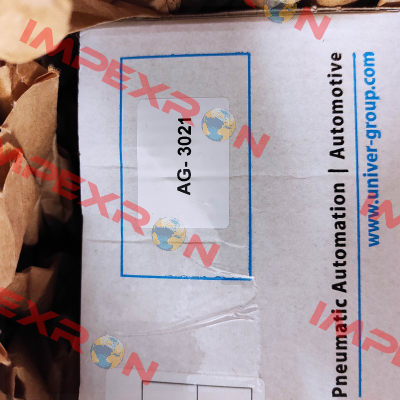 AG- 3021
Pneumatic Automation | Automotive
www.univer-group.com
IMPEXRON
IMPEXRON
IMPEXRON
IMPEXRON